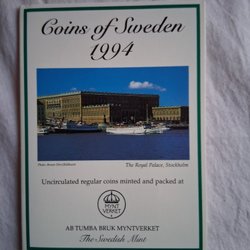 Coins of Sweden
1994
The Royal Palace, Stockholm
Uncirculated regular coins minted and packed at
MYNT
VERKET
AB TUMBA BRUK MYNTVERKET
The Swedish Mint